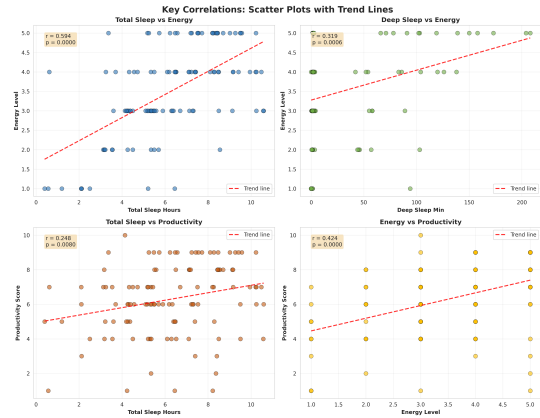 Key Correlations: Scatter Plots with Trend Lines
Total Sleep vs Energy
r = 0.594
p = 0.0000
Energy Level
5.0
4.5
4.0
3.5
3.0
2.5
2.0
1.5
1.0
0
2
4
6
8
10
Total Sleep Hours
Trend line
Deep Sleep vs Energy
r = 0.319
p = 0.0006
Energy Level
5.0
4.5
4.0
3.5
3.0
2.5
2.0
1.5
1.0
0
50
100
150
200
Deep Sleep Min
Trend line
Total Sleep vs Productivity
r = 0.248
p = 0.0080
Trend line
Productivity Score
10
8
6
4
2
0
2
4
6
8
10
Total Sleep Hours
Energy vs Productivity
r = 0.424
p = 0.0000
Trend line
Productivity Score
10
8
6
4
2
1.0
1.5
2.0
2.5
3.0
3.5
4.0
4.5
5.0
Energy Level